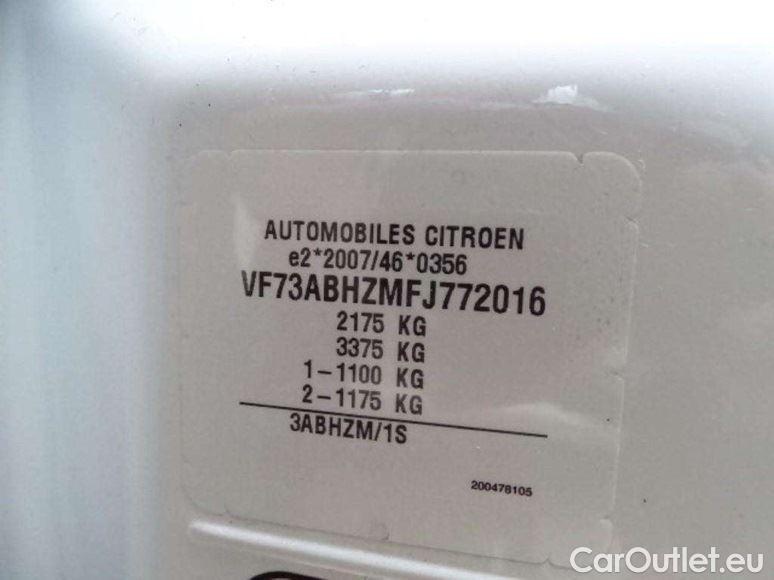 AUTOMOBILES CITROEN
e2*2007/46*0356
VF73ABHZMFJ772016
2175 KG
3375 KG
1-1100 KG
2-1175 KG
3ABHZM/1S
200478105
CarOutlet.eu